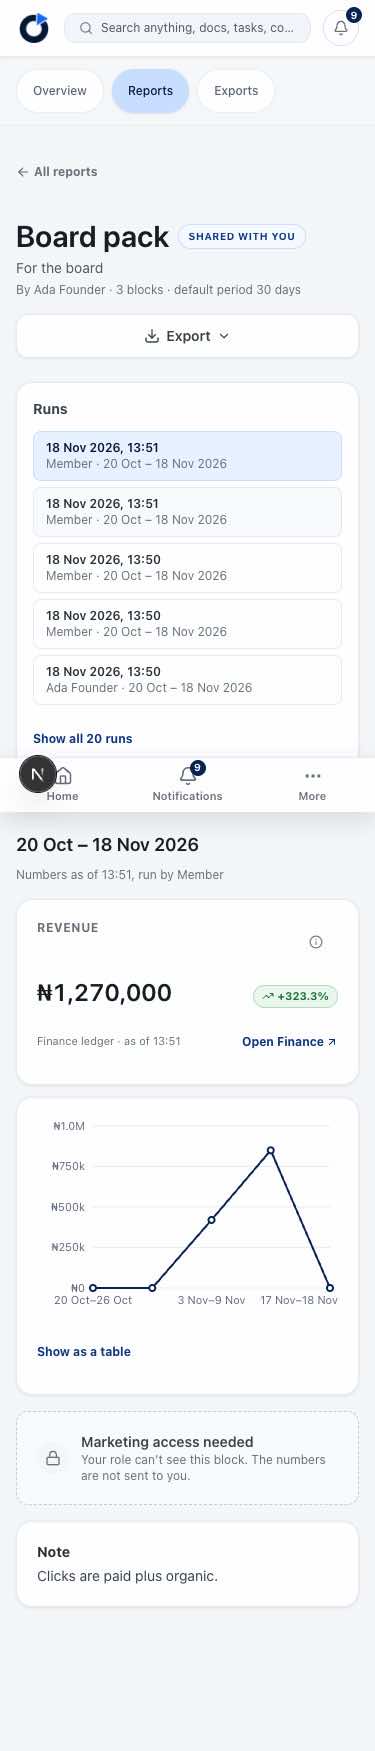 Search anything, docs, tasks, co...
9
Overview
Reports
Exports
All reports
Board pack
SHARED WITH YOU
For the board
By Ada Founder · 3 blocks · default period 30 days
Export
Runs
18 Nov 2026, 13:51
Member · 20 Oct – 18 Nov 2026
18 Nov 2026, 13:51
Member · 20 Oct – 18 Nov 2026
18 Nov 2026, 13:50
Member · 20 Oct – 18 Nov 2026
18 Nov 2026, 13:50
Member · 20 Oct – 18 Nov 2026
18 Nov 2026, 13:50
Ada Founder · 20 Oct – 18 Nov 2026
Show all 20 runs
N
Home
9
Notifications
More
20 Oct – 18 Nov 2026
Numbers as of 13:51, run by Member
REVENUE
₦1,270,000
+323.3%
Finance ledger · as of 13:51
Open Finance
₦1.0M
₦750k
₦500k
₦250k
₦0
20 Oct–26 Oct
3 Nov–9 Nov
17 Nov–18 Nov
Show as a table
Marketing access needed
Your role can't see this block. The numbers
are not sent to you.
Note
Clicks are paid plus organic.